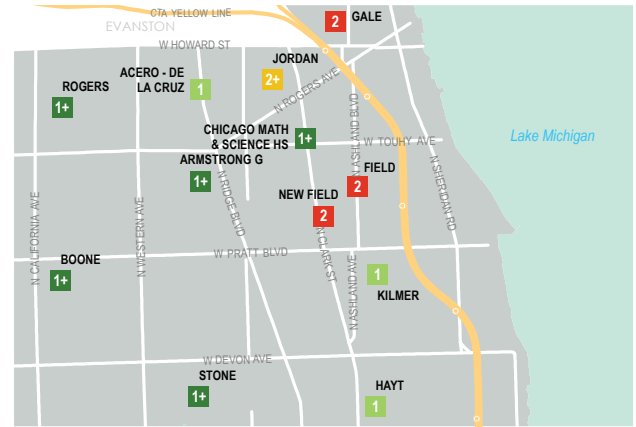 CTA YELLOW LINE
EVANSTON
2
GALE
W HOWARD ST
ACERO - DE
LA CRUZ
1
JORDAN
2+
ROGERS
1+
N ROGERS AVE
CHICAGO MATH
& SCIENCE HS
1+
ARMSTRONG G
1+
N ASHLAND BLVD
W TOUHY AVE
Lake Michigan
FIELD
2
N SHERIDAN RD
NEW FIELD
2
N RIDGE BLVD
N CALIFORNIA AVE
N WESTERN AVE
N CLARK ST
W PRATT BLVD
BOONE
1+
1
KILMER
N ASHLAND AVE
W DEVON AVE
STONE
1+
HAYT
1